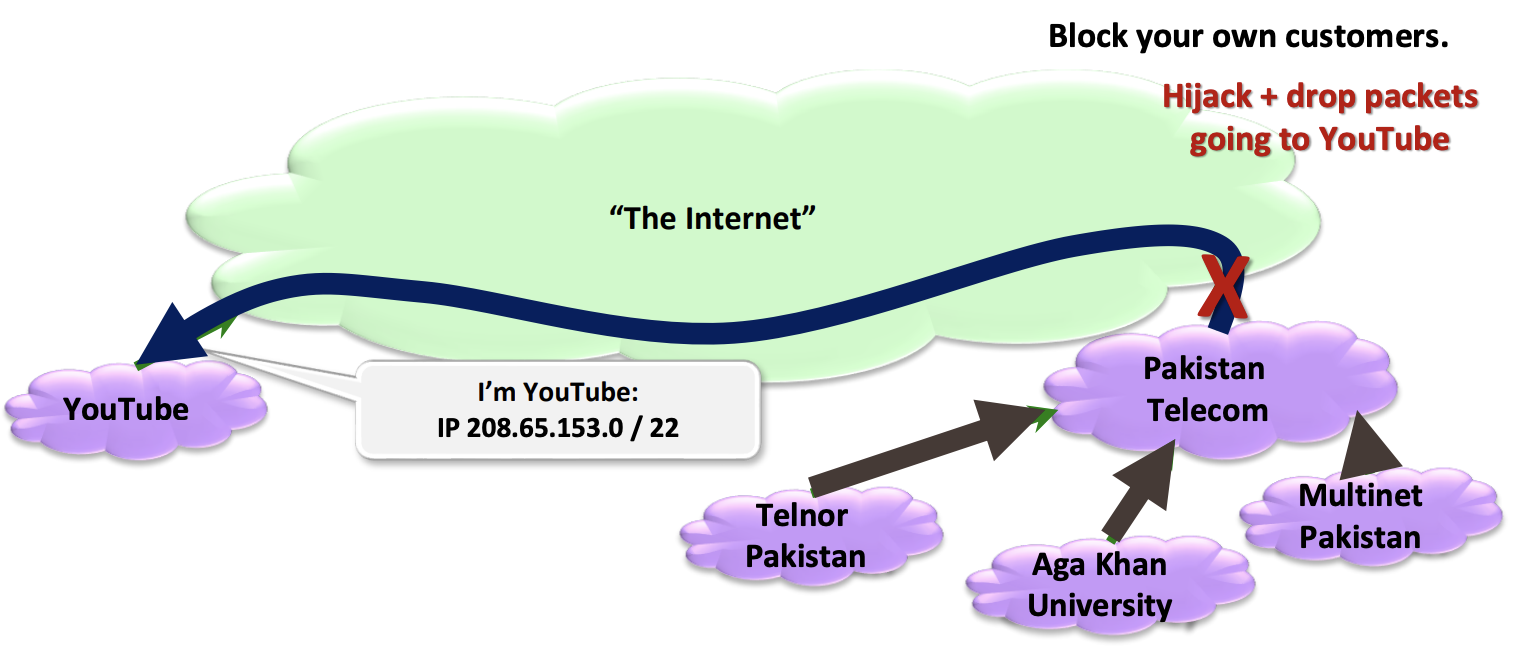 Block your own customers.
Hijack + drop packets
going to YouTube
“The Internet”
I’m YouTube:
IP 208.65.153.0 / 22
YouTube
Pakistan
Telecom
Telnor
Pakistan
Aga Khan
University
Multinet
Pakistan
X